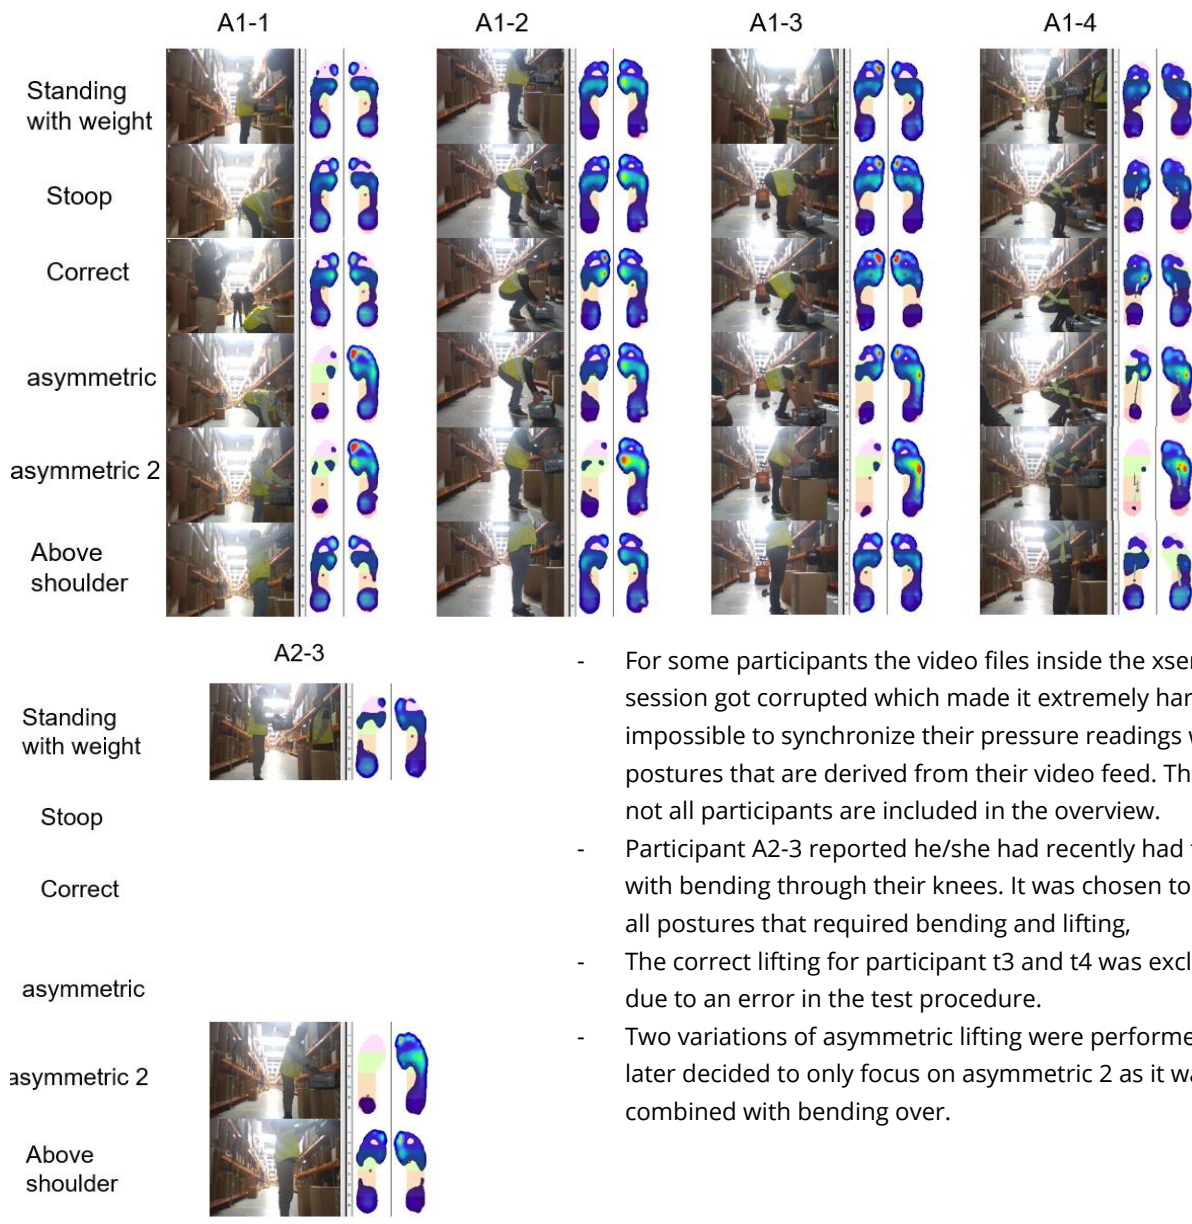 A1-1
A1-2
A1-3
A1-4
Standing
with weight
Stoop
Correct
asymmetric
asymmetric 2
Above
shoulder
A2-3
Standing
with weight
Stoop
Correct
asymmetric
asymmetric 2
Above
shoulder
- For some participants the video files inside the
session got corrupted which made it extremely
impossible to synchronize their pressure readings
postures that are derived from their video feed.
not all participants are included in the overview.
- Participant A2-3 reported he/she had recently had
with bending through their knees. It was chosen to
all postures that required bending and lifting,
- The correct lifting for participant t3 and t4 was
due to an error in the test procedure.
- Two variations of asymmetric lifting were
later decided to only focus on asymmetric 2 as it
combined with bending over.